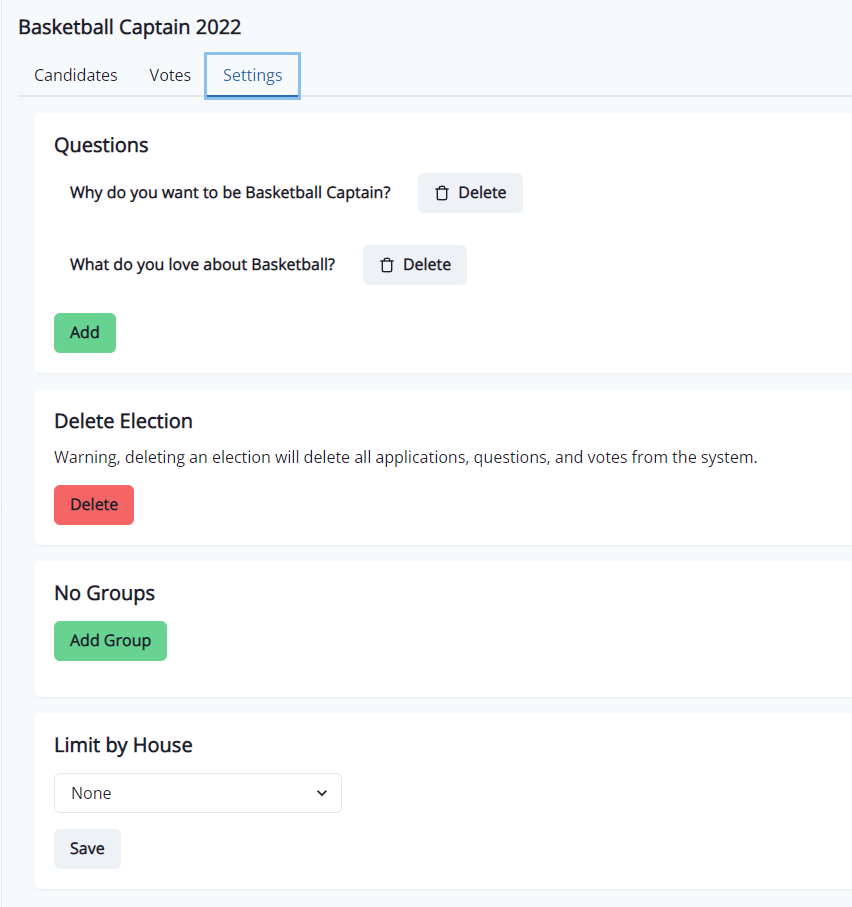 Basketball Captain 2022
Candidates Votes Settings
Questions
Why do you want to be Basketball Captain? Delete
What do you love about Basketball? Delete
Add
Delete Election
Warning, deleting an election will delete all applications, questions, and votes from the system.
Delete
No Groups
Add Group
Limit by House
None
Save